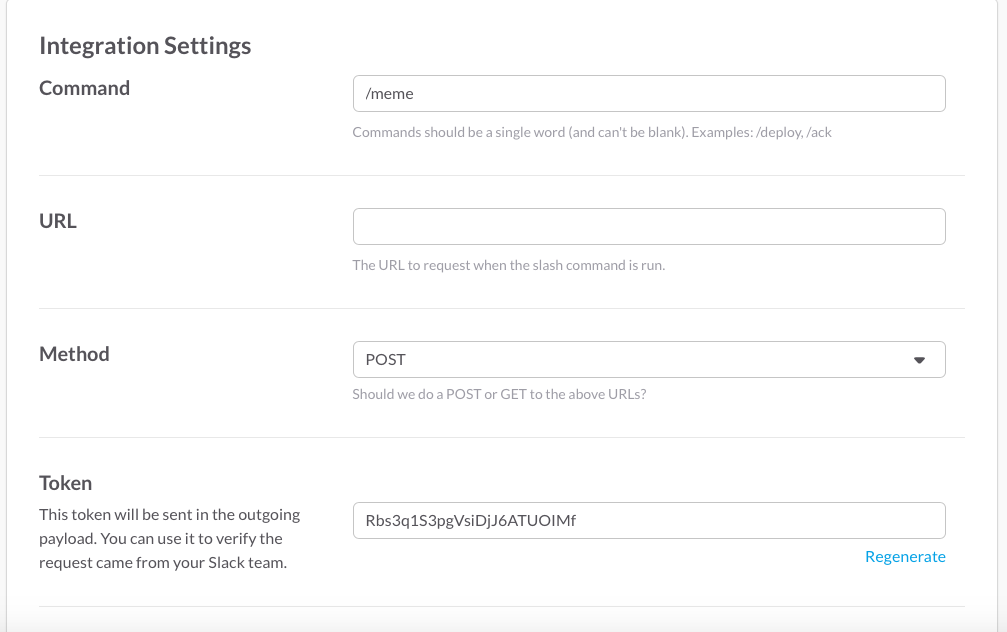 Integration Settings
Command
/meme
Commands should be a single word (and can't be blank). Examples: /deploy, /ack
URL
The URL to request when the slash command is run.
Method
POST
Should we do a POST or GET to the above URLs?
Token
This token will be sent in the outgoing
payload. You can use it to verify the
request came from your Slack team.
Rbs3q1S3pgVsiDjJ6ATUOIMf
Regenerate